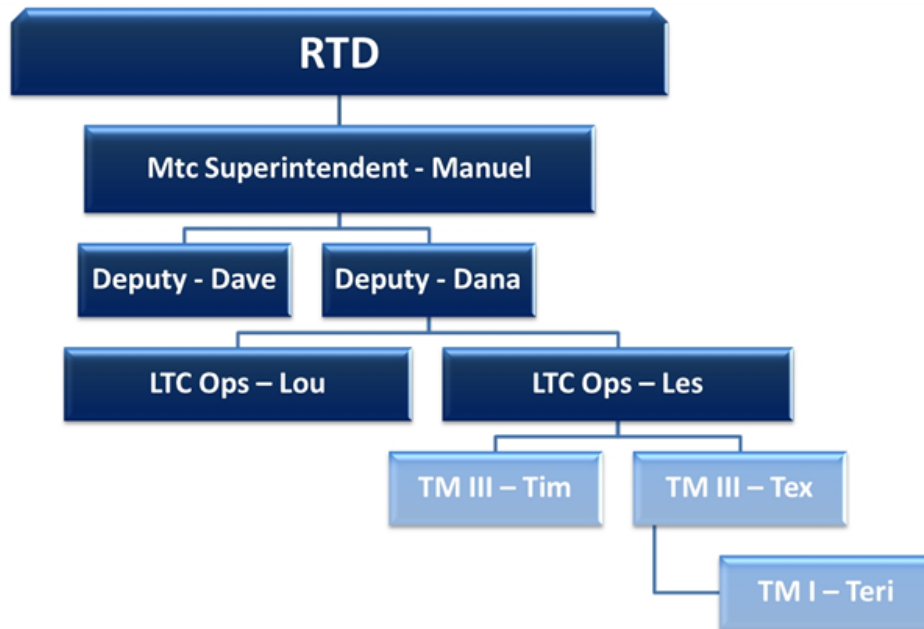 RTD
Mtc Superintendent - Manuel
Deputy - Dave
Deputy - Dana
LTC Ops – Lou
LTC Ops – Les
TM III – Tim
TM III – Tex
TM I – Teri